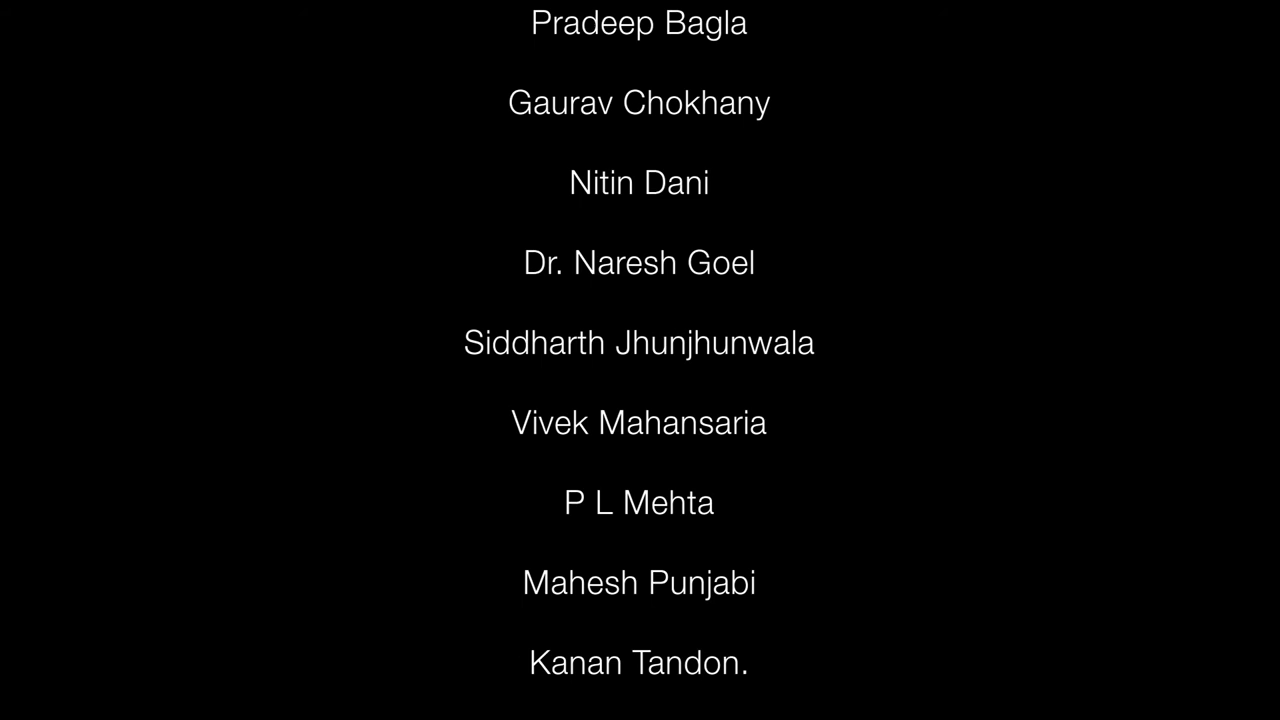 Pradeep Bagla
Gaurav Chokhany
Nitin Dani
Dr. Naresh Goel
Siddharth Jhunjhunwala
Vivek Mahansaria
P L Mehta
Mahesh Punjabi
Kanan Tandon.